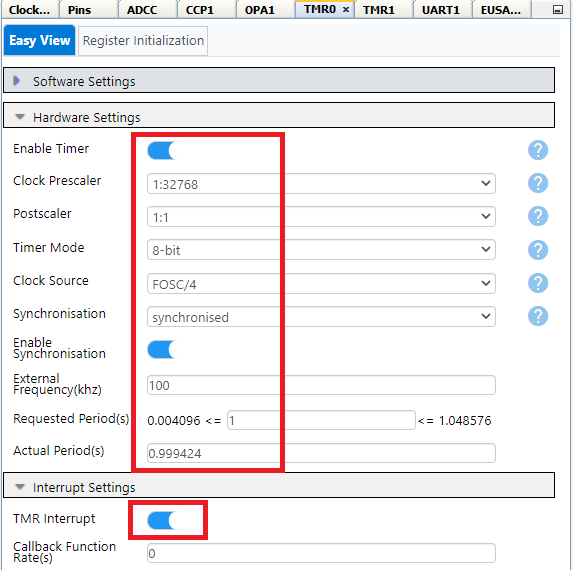 Clock... Pins ADCC CCP1 OPA1 TMR0 × TMR1 UART1 EUSA...
Easy View Register Initialization
Software Settings
Hardware Settings
Enable Timer ?
Clock Prescaler 1:32768 ?
Postscaler 1:1 ?
Timer Mode 8-bit ?
Clock Source FOSC/4 ?
Synchronisation synchronised ?
Enable
Synchronisation
External
Frequency(khz) 100
Requested Period(s) 0.004096 <= 1 <= 1.048576
Actual Period(s) 0.999424
Interrupt Settings
TMR Interrupt
Callback Function
Rate(s) 0